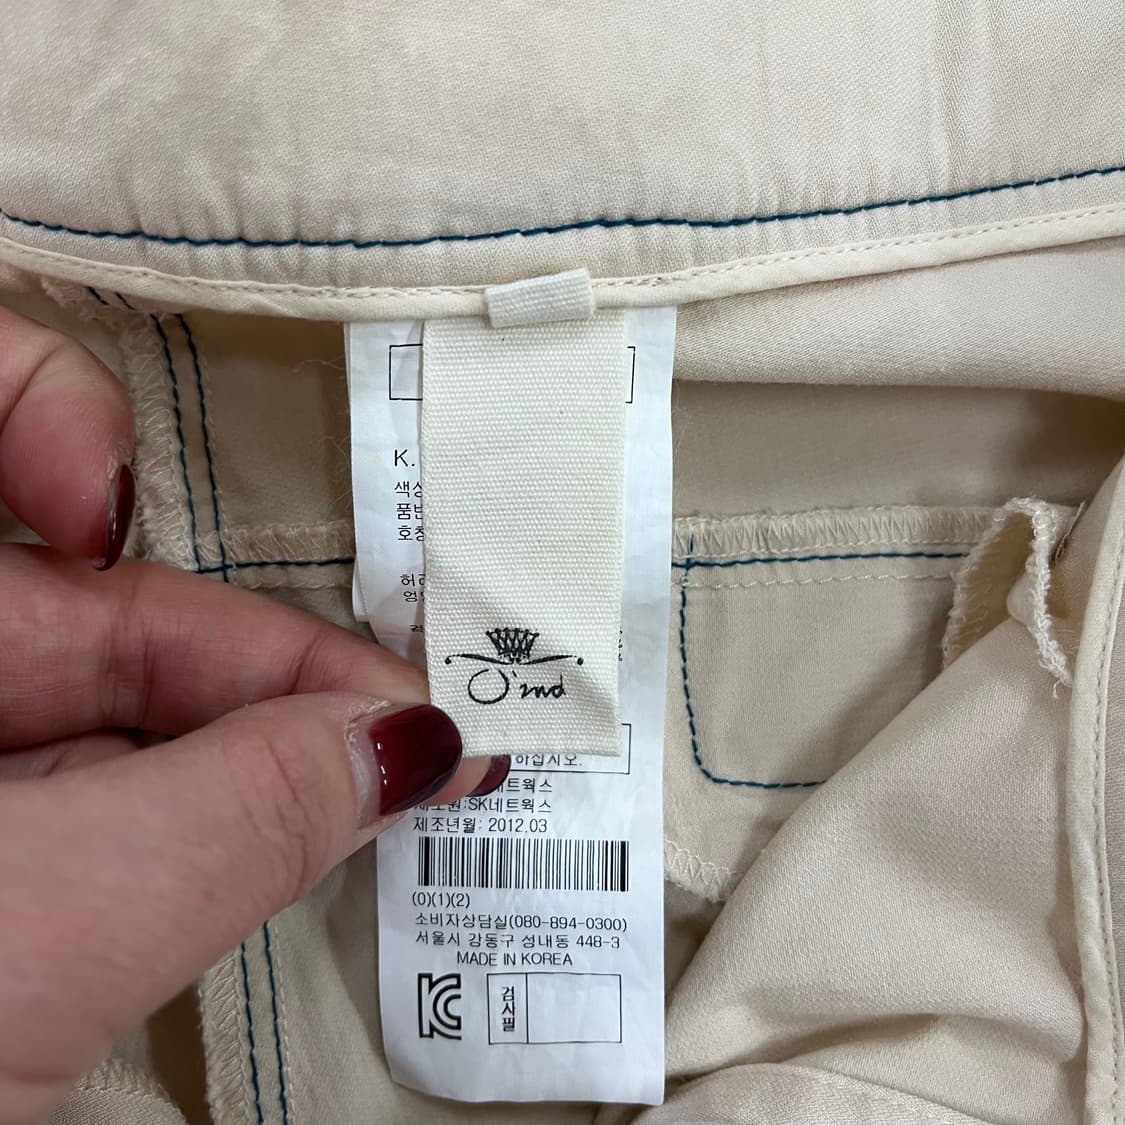 K.
색상
품번
호칭
허리
O'2nd
하십시오.
트웍스
제조원:SK네트웍스
제조년월: 2012.03
(0)(1)(2)
소비자상담실(080-894-0300)
서울시 강동구 성내동 448-3
MADE IN KOREA
KC
검사필